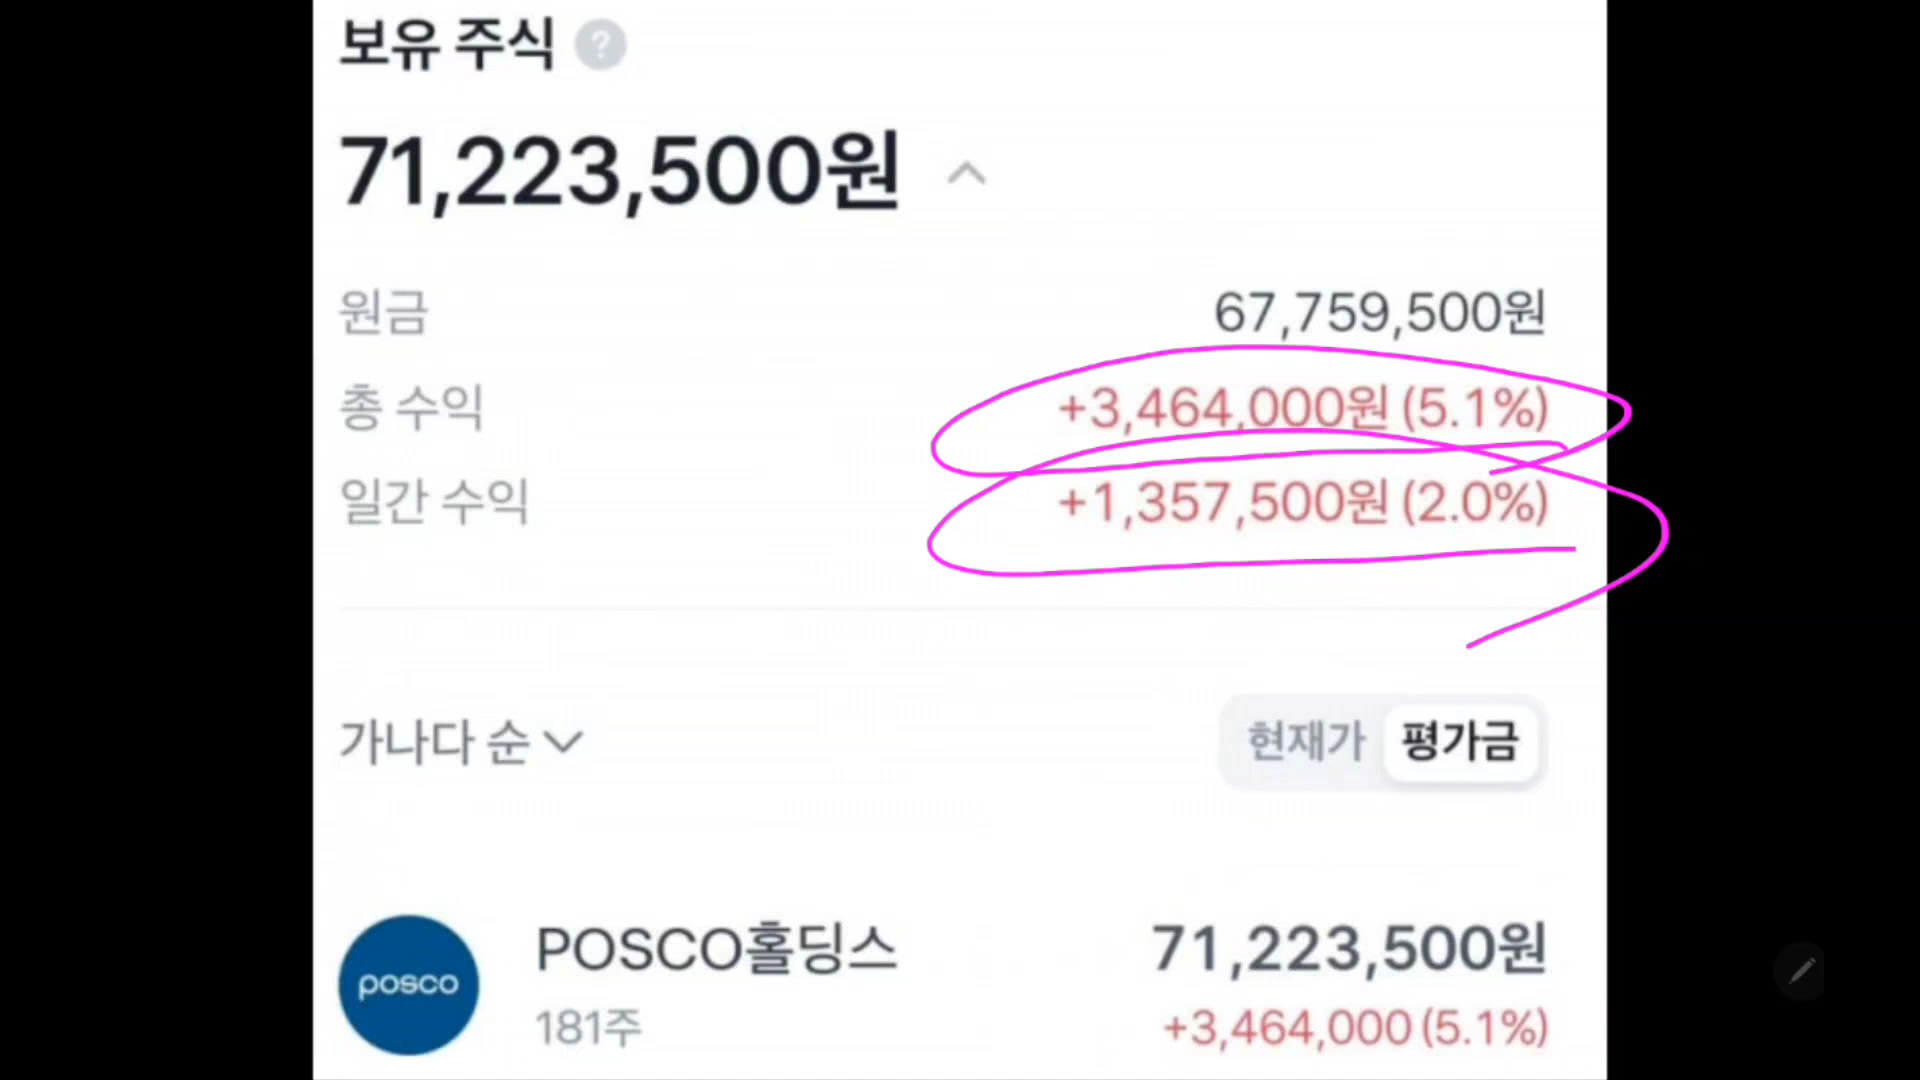 보유 주식 ?
71,223,500원
원금 67,759,500원
총 수익 +3,464,000원 (5.1%)
일간 수익 +1,357,500원 (2.0%)
가나다 순 현재가 평가금
posco POSCO홀딩스 71,223,500원
181주 +3,464,000 (5.1%)